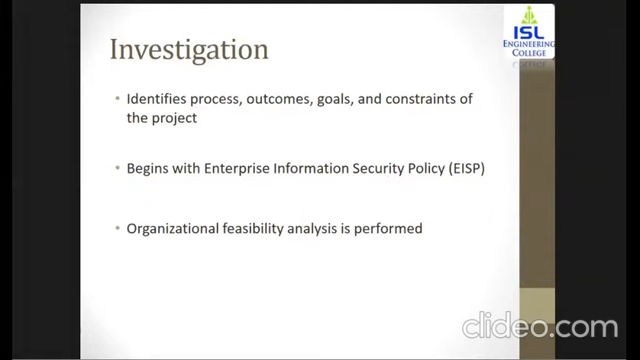 Investigation
ISL
ENGINEERING
COLLEGE
• Identifies process, outcomes, goals, and constraints of
the project
• Begins with Enterprise Information Security Policy (EISP)
• Organizational feasibility analysis is performed
clideo.com